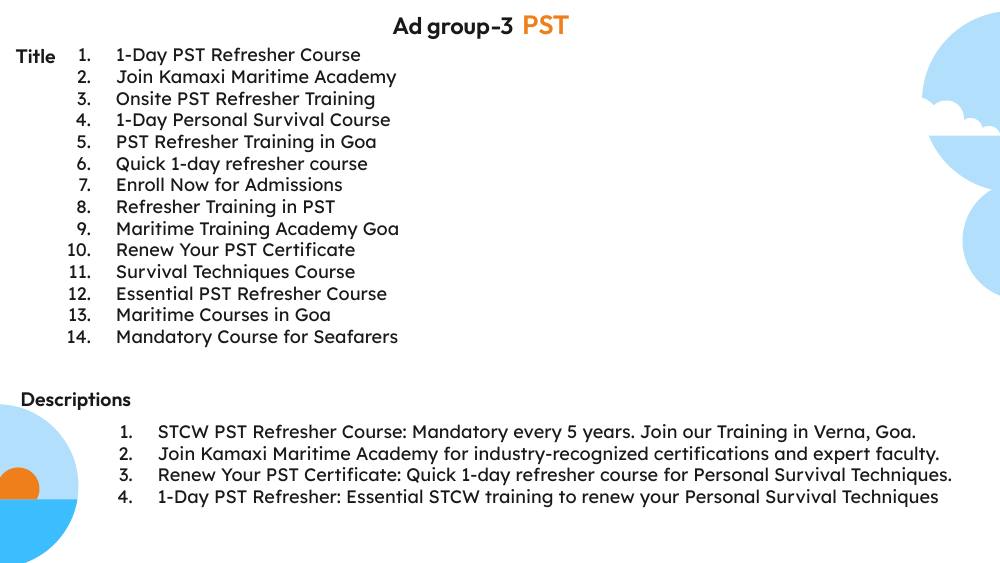 Ad group-3 PST
Title
1. 1-Day PST Refresher Course
2. Join Kamaxi Maritime Academy
3. Onsite PST Refresher Training
4. 1-Day Personal Survival Course
5. PST Refresher Training in Goa
6. Quick 1-day refresher course
7. Enroll Now for Admissions
8. Refresher Training in PST
9. Maritime Training Academy Goa
10. Renew Your PST Certificate
11. Survival Techniques Course
12. Essential PST Refresher Course
13. Maritime Courses in Goa
14. Mandatory Course for Seafarers
Descriptions
1. STCW PST Refresher Course: Mandatory every 5 years. Join our Training in Verna, Goa.
2. Join Kamaxi Maritime Academy for industry-recognized certifications and expert faculty.
3. Renew Your PST Certificate: Quick 1-day refresher course for Personal Survival Techniques.
4. 1-Day PST Refresher: Essential STCW training to renew your Personal Survival Techniques